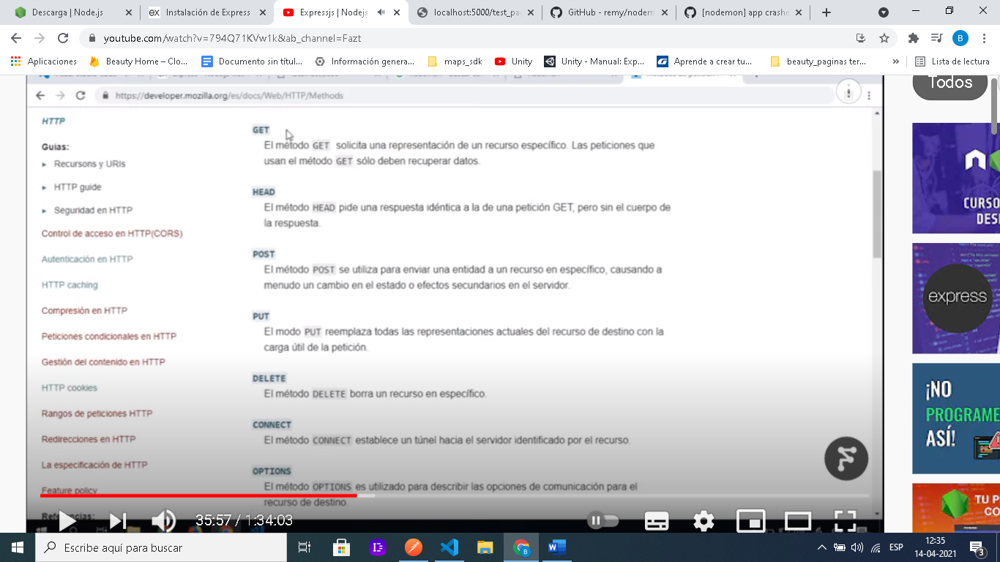 Descarga | Node.js
Instalación de Express
Expressjs | Nodejs
localhost:5000/test_pa
GitHub - remy/nodem
[nodemon] app crashe
youtube.com/watch?v=794Q71KVw1k&ab_channel=Fazt
B
Aplicaciones
Beauty Home – Clo...
Documento sin títul...
Información genera...
maps_sdk
Unity
Unity - Manual: Exp...
Aprende a crear tu...
beauty_paginas ter...
»
Lista de lectura
https://developer.mozilla.org/es/docs/Web/HTTP/Methods
HTTP
Guias:
Recursos y URIs
HTTP guide
Seguridad en HTTP
Control de acceso en HTTP(CORS)
Autenticación en HTTP
HTTP caching
Compresión en HTTP
Peticiones condicionales en HTTP
Gestión del contenido en HTTP
HTTP cookies
Rangos de peticiones HTTP
Redirecciones en HTTP
La especificación de HTTP
Feature policy
Referencias:
GET
El método GET solicita una representación de un recurso específico. Las peticiones que
usan el método GET sólo deben recuperar datos.
HEAD
El método HEAD pide una respuesta idéntica a la de una petición GET, pero sin el cuerpo de
la respuesta.
POST
El método POST se utiliza para enviar una entidad a un recurso en específico, causando a
menudo un cambio en el estado o efectos secundarios en el servidor.
PUT
El modo PUT reemplaza todas las representaciones actuales del recurso de destino con la
carga útil de la petición.
DELETE
El método DELETE borra un recurso en específico.
CONNECT
El método CONNECT establece un túnel hacia el servidor identificado por el recurso.
OPTIONS
El método OPTIONS es utilizado para describir las opciones de comunicación para el
recurso de destino.
35:57 / 1:34:03
Todos
CURSO
DES
express
¡NO
PROGRAME
ASÍ!
TU P
CO
Escribe aquí para buscar
ESP
12:35
14-04-2021
3